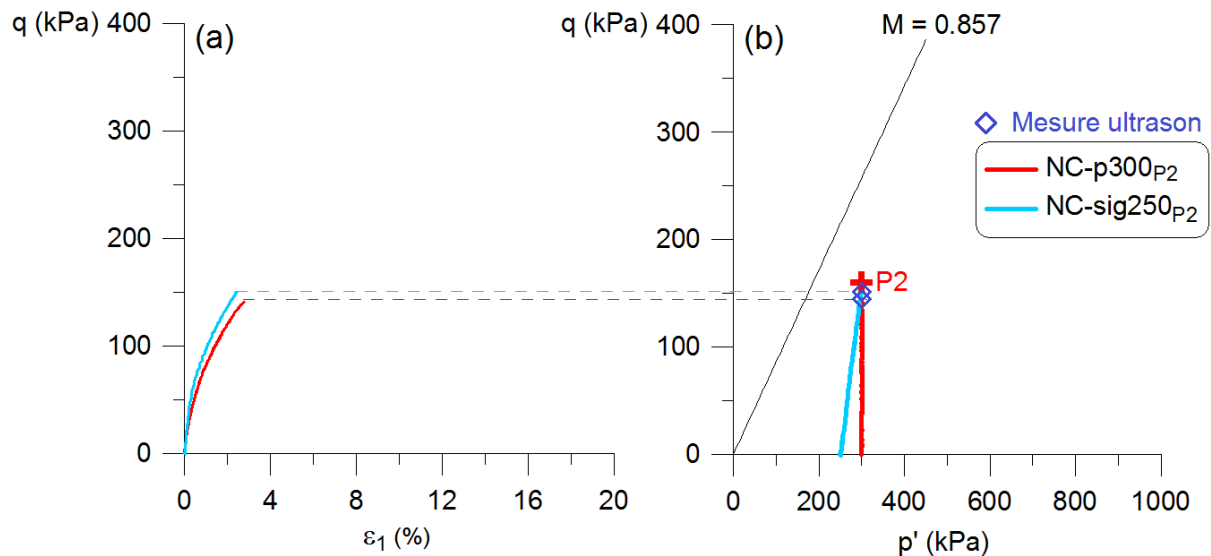 q (kPa)
400
(a)
300
200
100
0
0
4
8
12
16
20
ε1 (%)
q (kPa)
400
(b)
M = 0.857
300
200
100
0
P2
0
200
400
600
800
1000
p' (kPa)
Mesure ultrason
NC-p300P2
NC-sig250P2